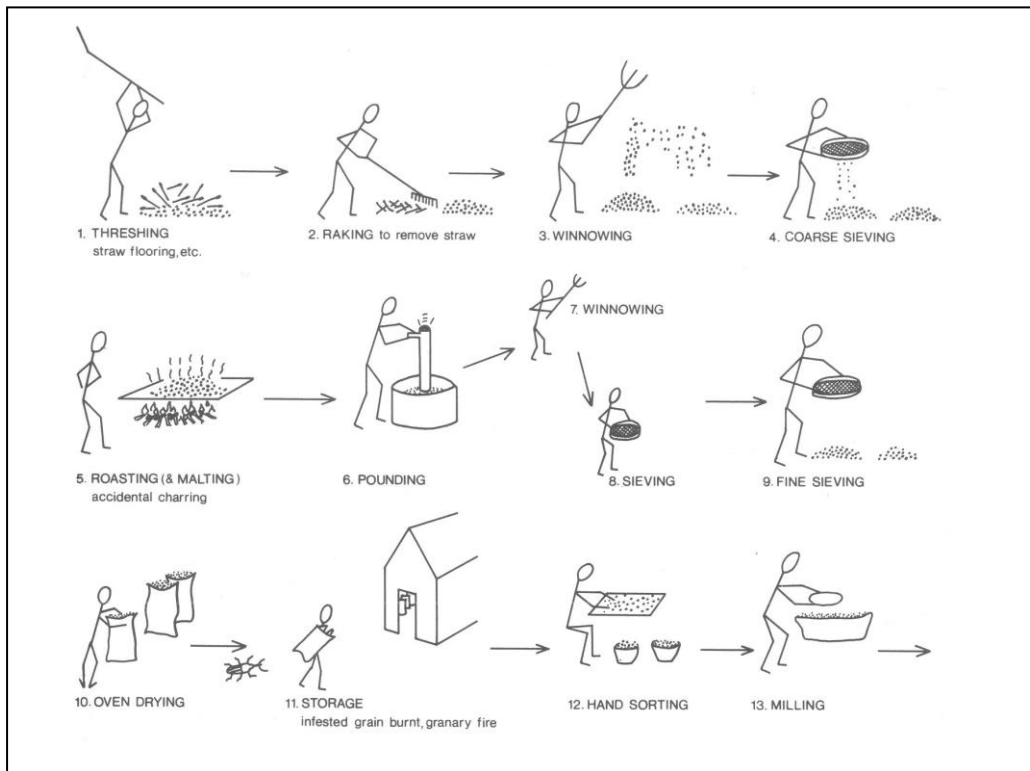 1. THRESHING
straw flooring, etc.
2. RAKING to remove straw
3. WINNOWING
4. COARSE SIEVING
5. ROASTING (& MALTING)
accidental charring
6. POUNDING
7. WINNOWING
8. SIEVING
9. FINE SIEVING
10. OVEN DRYING
11. STORAGE
infested grain burnt, granary fire
12. HAND SORTING
13. MILLING